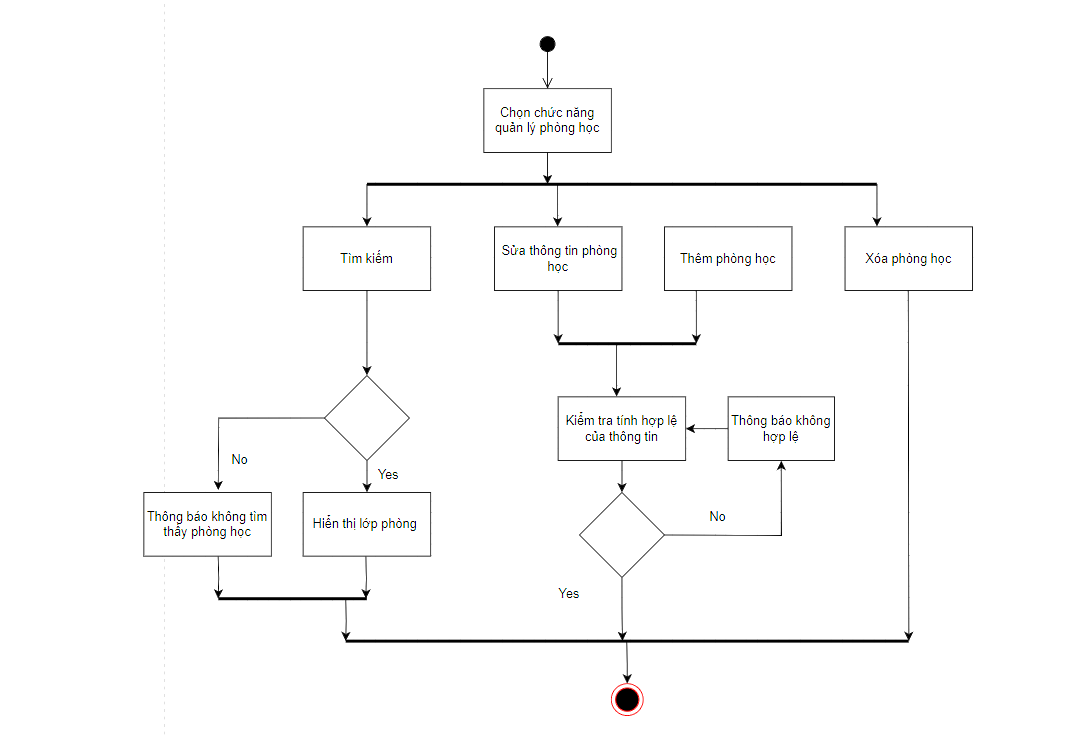 Chọn chức năng
quản lý phòng học
Tìm kiếm
Sửa thông tin phòng
học
Thêm phòng học
Xóa phòng học
Kiểm tra tính hợp lệ
của thông tin
Thông báo không
hợp lệ
No
Yes
Thông báo không tìm
thấy phòng học
Hiển thị lớp phòng
No
Yes